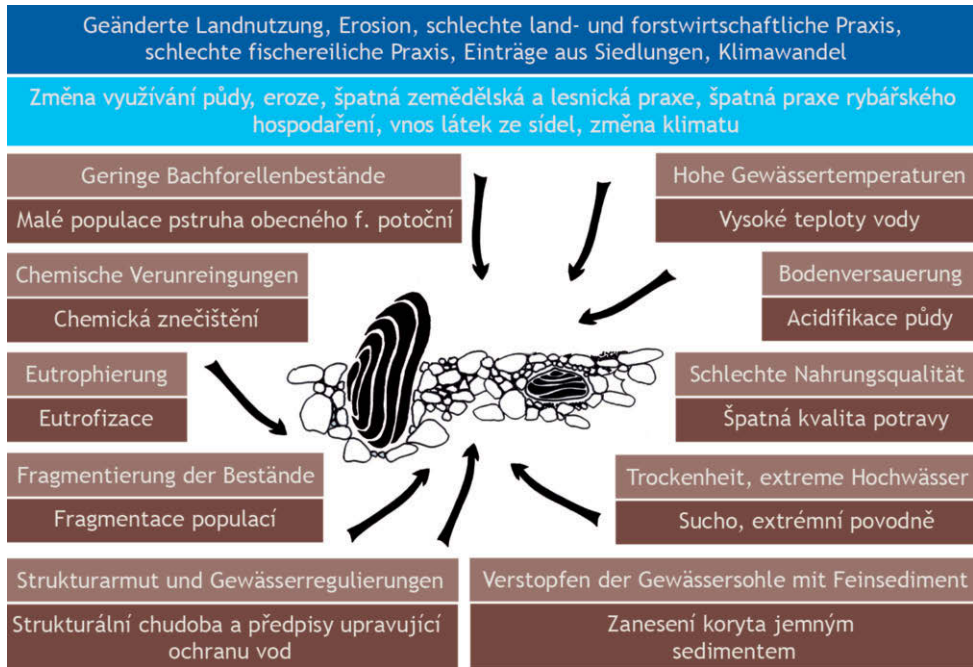 Geänderte Landnutzung, Erosion, schlechte land- und forstwirtschaftliche Praxis,
schlechte fischereiliche Praxis, Einträge aus Siedlungen, Klimawandel
Změna využívání půdy, eroze, špatná zemědělská a lesnická praxe, špatná praxe rybářského
hospodaření, vnos látek ze sídel, změna klimatu
Geringe Bachforellenbestände
Malé populace pstruha obecného f. potoční
Hohe Gewässertemperaturen
Vysoké teploty vody
Chemische Verunreingungen
Chemická znečištění
Bodenversauerung
Acidifikace půdy
Eutrophierung
Eutrofizace
Schlechte Nahrungsqualität
Špatná kvalita potravy
Fragmentierung der Bestände
Fragmentace populací
Trockenheit, extreme Hochwässer
Sucho, extrémní povodně
Strukturarmut und Gewässerregulierungen
Strukturální chudoba a předpisy upravující
ochranu vod
Verstopfen der Gewässersohle mit Feinsediment
Zanesení koryta jemným
sedimentem